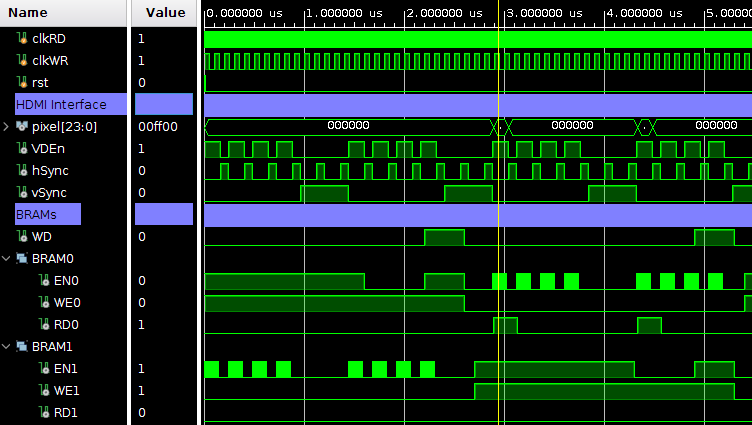 Name Value 0.000000 us 1.000000 us 2.000000 us 3.000000 us 4.000000 us 5.00000
clkRD 1
clkWR 1
rst 0
HDMI Interface
pixel[23:0] 00ff00 000000 000000 000000
VDEn 1
hSync 0
vSync 0
BRAMs
WD 0
BRAM0
EN0 0
WE0 0
RD0 1
BRAM1
EN1 1
WE1 1
RD1 0